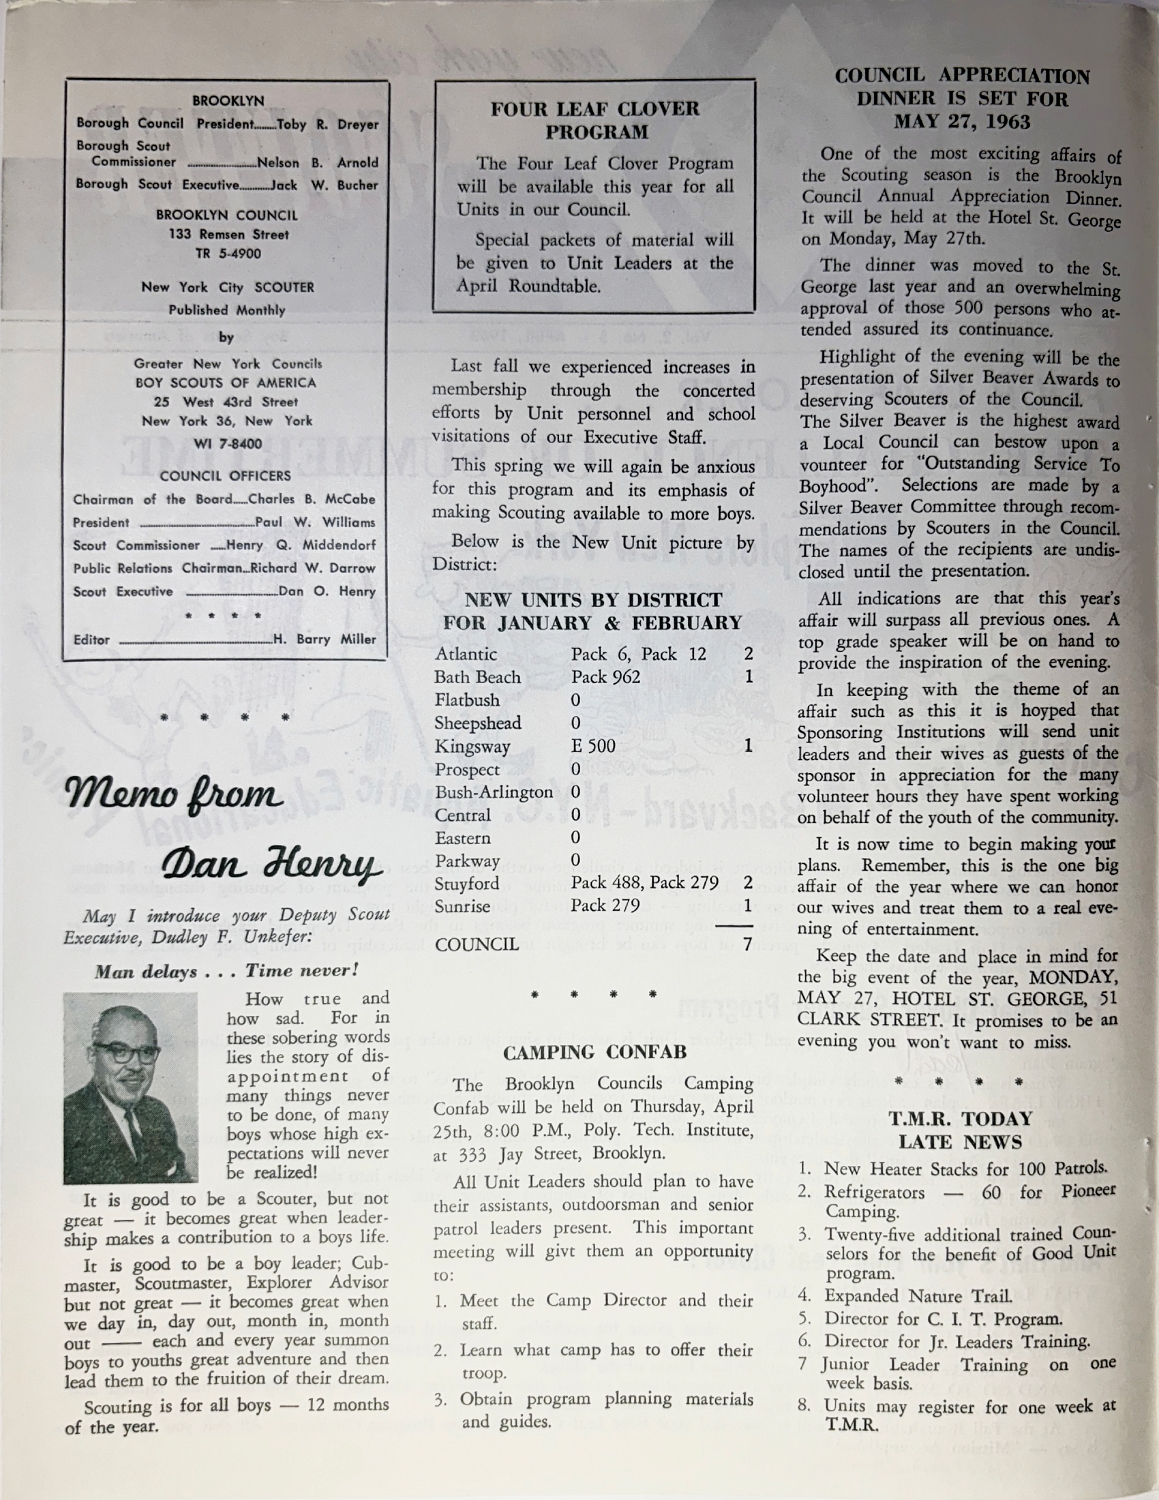 BROOKLYN
Borough Council President........Toby R. Dreyer
Borough Scout
Commissioner ........................Nelson B. Arnold
Borough Scout Executive...........Jack W. Bucher
BROOKLYN COUNCIL
133 Remsen Street
TR 5-4900
New York City SCOUTER
Published Monthly
by
Greater New York Councils
BOY SCOUTS OF AMERICA
25 West 43rd Street
New York 36, New York
WI 7-8400
COUNCIL OFFICERS
Chairman of the Board.....Charles B. McCabe
President ........................................Paul W. Williams
Scout Commissioner .....Henry Q. Middendorf
Public Relations Chairman...Richard W. Darrow
Scout Executive ................................Dan O. Henry
* * * *
Editor .....................................................H. Barry Miller
* * * *
Memo from
Dan Henry
May I introduce your Deputy Scout
Executive, Dudley F. Unkefer:
Man delays . . . Time never!
How true and
how sad. For in
these sobering words
lies the story of dis-
appointment of
many things never
to be done, of many
boys whose high ex-
pectations will never
be realized!
It is good to be a Scouter, but not
great — it becomes great when leader-
ship makes a contribution to a boys life.
It is good to be a boy leader; Cub-
master, Scoutmaster, Explorer Advisor
but not great — it becomes great when
we day in, day out, month in, month
out —— each and every year summon
boys to youths great adventure and then
lead them to the fruition of their dream.
Scouting is for all boys — 12 months
of the year.
FOUR LEAF CLOVER
PROGRAM
The Four Leaf Clover Program
will be available this year for all
Units in our Council.
Special packets of material will
be given to Unit Leaders at the
April Roundtable.
Last fall we experienced increases in
membership through the concerted
efforts by Unit personnel and school
visitations of our Executive Staff.
This spring we will again be anxious
for this program and its emphasis of
making Scouting available to more boys.
Below is the New Unit picture by
District:
NEW UNITS BY DISTRICT
FOR JANUARY & FEBRUARY
Atlantic Pack 6, Pack 12 2
Bath Beach Pack 962 1
Flatbush 0
Sheepshead 0
Kingsway E 500 1
Prospect 0
Bush-Arlington 0
Central 0
Eastern 0
Parkway 0
Stuyford Pack 488, Pack 279 2
Sunrise Pack 279 1
COUNCIL 7
* * * *
CAMPING CONFAB
The Brooklyn Councils Camping
Confab will be held on Thursday, April
25th, 8:00 P.M., Poly. Tech. Institute,
at 333 Jay Street, Brooklyn.
All Unit Leaders should plan to have
their assistants, outdoorsman and senior
patrol leaders present. This important
meeting will givt them an opportunity
to:
1. Meet the Camp Director and their
staff.
2. Learn what camp has to offer their
troop.
3. Obtain program planning materials
and guides.
COUNCIL APPRECIATION
DINNER IS SET FOR
MAY 27, 1963
One of the most exciting affairs of
the Scouting season is the Brooklyn
Council Annual Appreciation Dinner.
It will be held at the Hotel St. George
on Monday, May 27th.
The dinner was moved to the St.
George last year and an overwhelming
approval of those 500 persons who at-
tended assured its continuance.
Highlight of the evening will be the
presentation of Silver Beaver Awards to
deserving Scouters of the Council.
The Silver Beaver is the highest award
a Local Council can bestow upon a
vounteer for "Outstanding Service To
Boyhood". Selections are made by a
Silver Beaver Committee through recom-
mendations by Scouters in the Council.
The names of the recipients are undis-
closed until the presentation.
All indications are that this year's
affair will surpass all previous ones. A
top grade speaker will be on hand to
provide the inspiration of the evening.
In keeping with the theme of an
affair such as this it is hoyped that
Sponsoring Institutions will send unit
leaders and their wives as guests of the
sponsor in appreciation for the many
volunteer hours they have spent working
on behalf of the youth of the community.
It is now time to begin making your
plans. Remember, this is the one big
affair of the year where we can honor
our wives and treat them to a real eve-
ning of entertainment.
Keep the date and place in mind for
the big event of the year, MONDAY,
MAY 27, HOTEL ST. GEORGE, 51
CLARK STREET. It promises to be an
evening you won't want to miss.
* * * *
T.M.R. TODAY
LATE NEWS
1. New Heater Stacks for 100 Patrols.
2. Refrigerators — 60 for Pioneer
Camping.
3. Twenty-five additional trained Coun-
selors for the benefit of Good Unit
program.
4. Expanded Nature Trail.
5. Director for C. I. T. Program.
6. Director for Jr. Leaders Training.
7 Junior Leader Training on one
week basis.
8. Units may register for one week at
T.M.R.